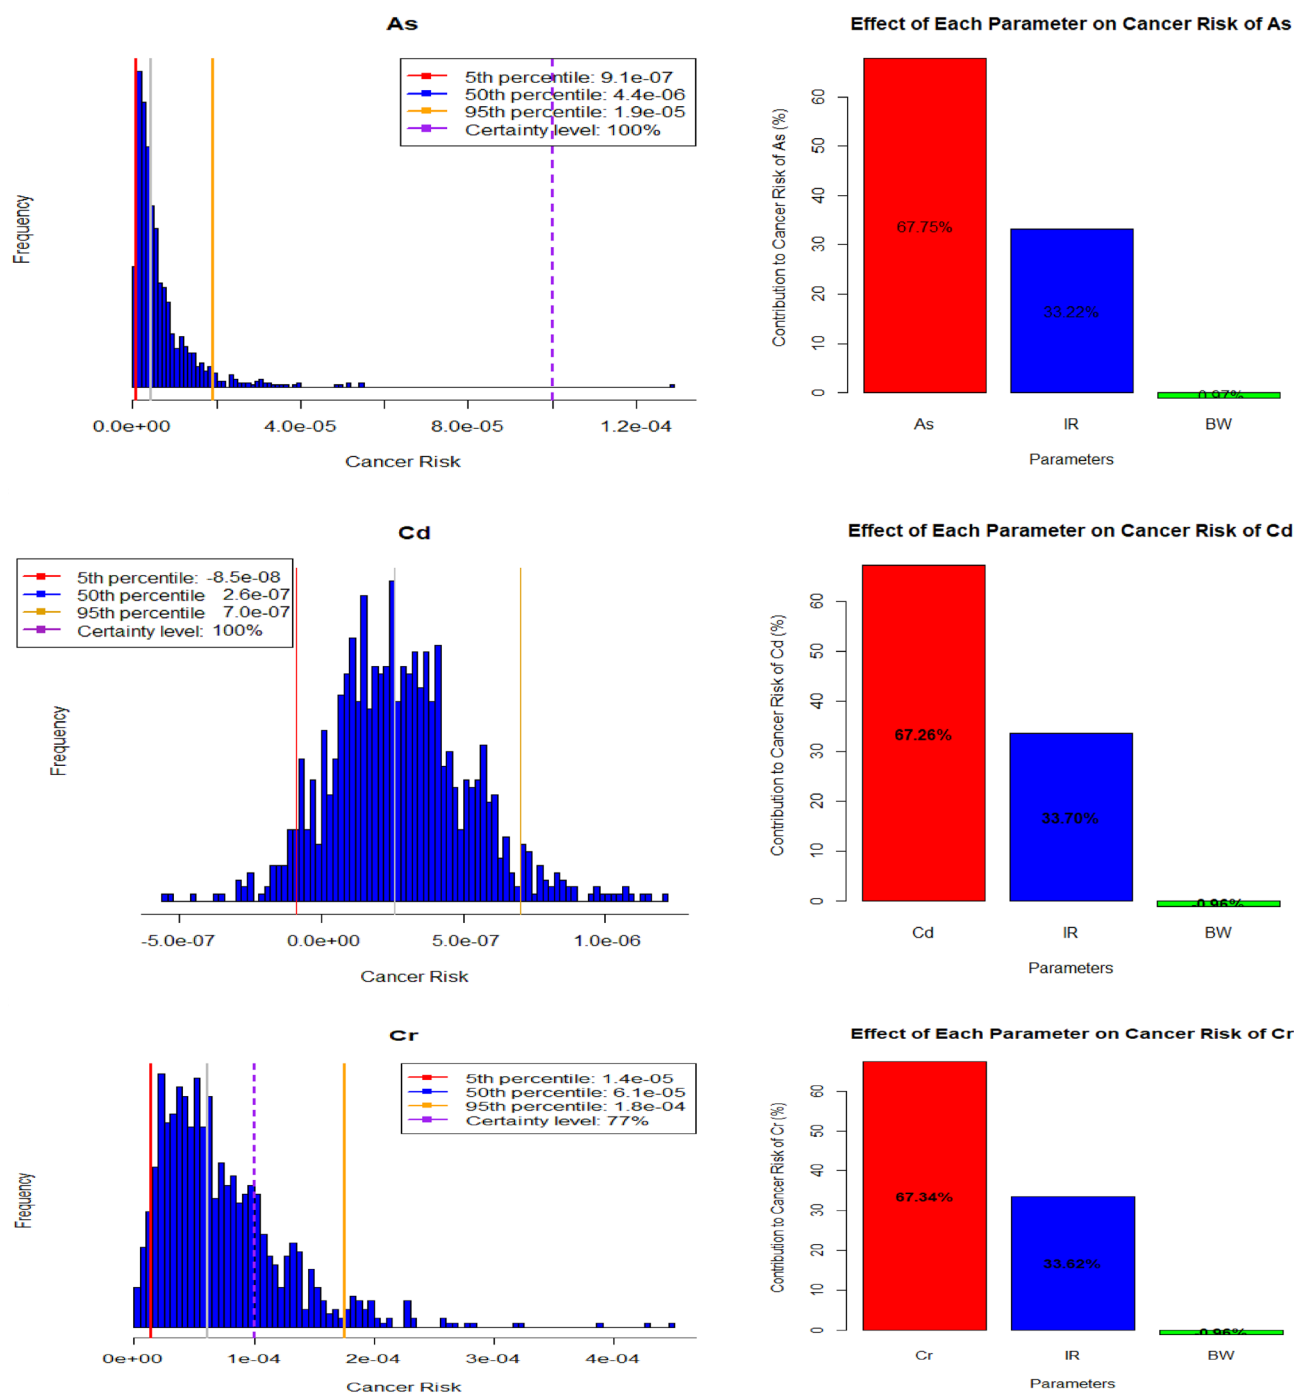 As
5th percentile: 9.1e-07
50th percentile: 4.4e-06
95th percentile: 1.9e-05
Certainty level: 100%
Frequency
0.0e+00 4.0e-05 8.0e-05 1.2e-04
Cancer Risk
Effect of Each Parameter on Cancer Risk of As
Contribution to Cancer Risk of As (%)
60
50
40
30
20
10
0
67.75%
33.22%
-0.97%
As IR BW
Parameters
Cd
5th percentile: -8.5e-08
50th percentile 2.6e-07
95th percentile 7.0e-07
Certainty level: 100%
Frequency
-5.0e-07 0.0e+00 5.0e-07 1.0e-06
Cancer Risk
Effect of Each Parameter on Cancer Risk of Cd
Contribution to Cancer Risk of Cd (%)
60
50
40
30
20
10
0
67.26%
33.70%
-0.96%
Cd IR BW
Parameters
Cr
5th percentile: 1.4e-05
50th percentile: 6.1e-05
95th percentile: 1.8e-04
Certainty level: 77%
Frequency
0e+00 1e-04 2e-04 3e-04 4e-04
Cancer Risk
Effect of Each Parameter on Cancer Risk of Cr
Contribution to Cancer Risk of Cr (%)
60
50
40
30
20
10
0
67.34%
33.62%
-0.96%
Cr IR BW
Parameters